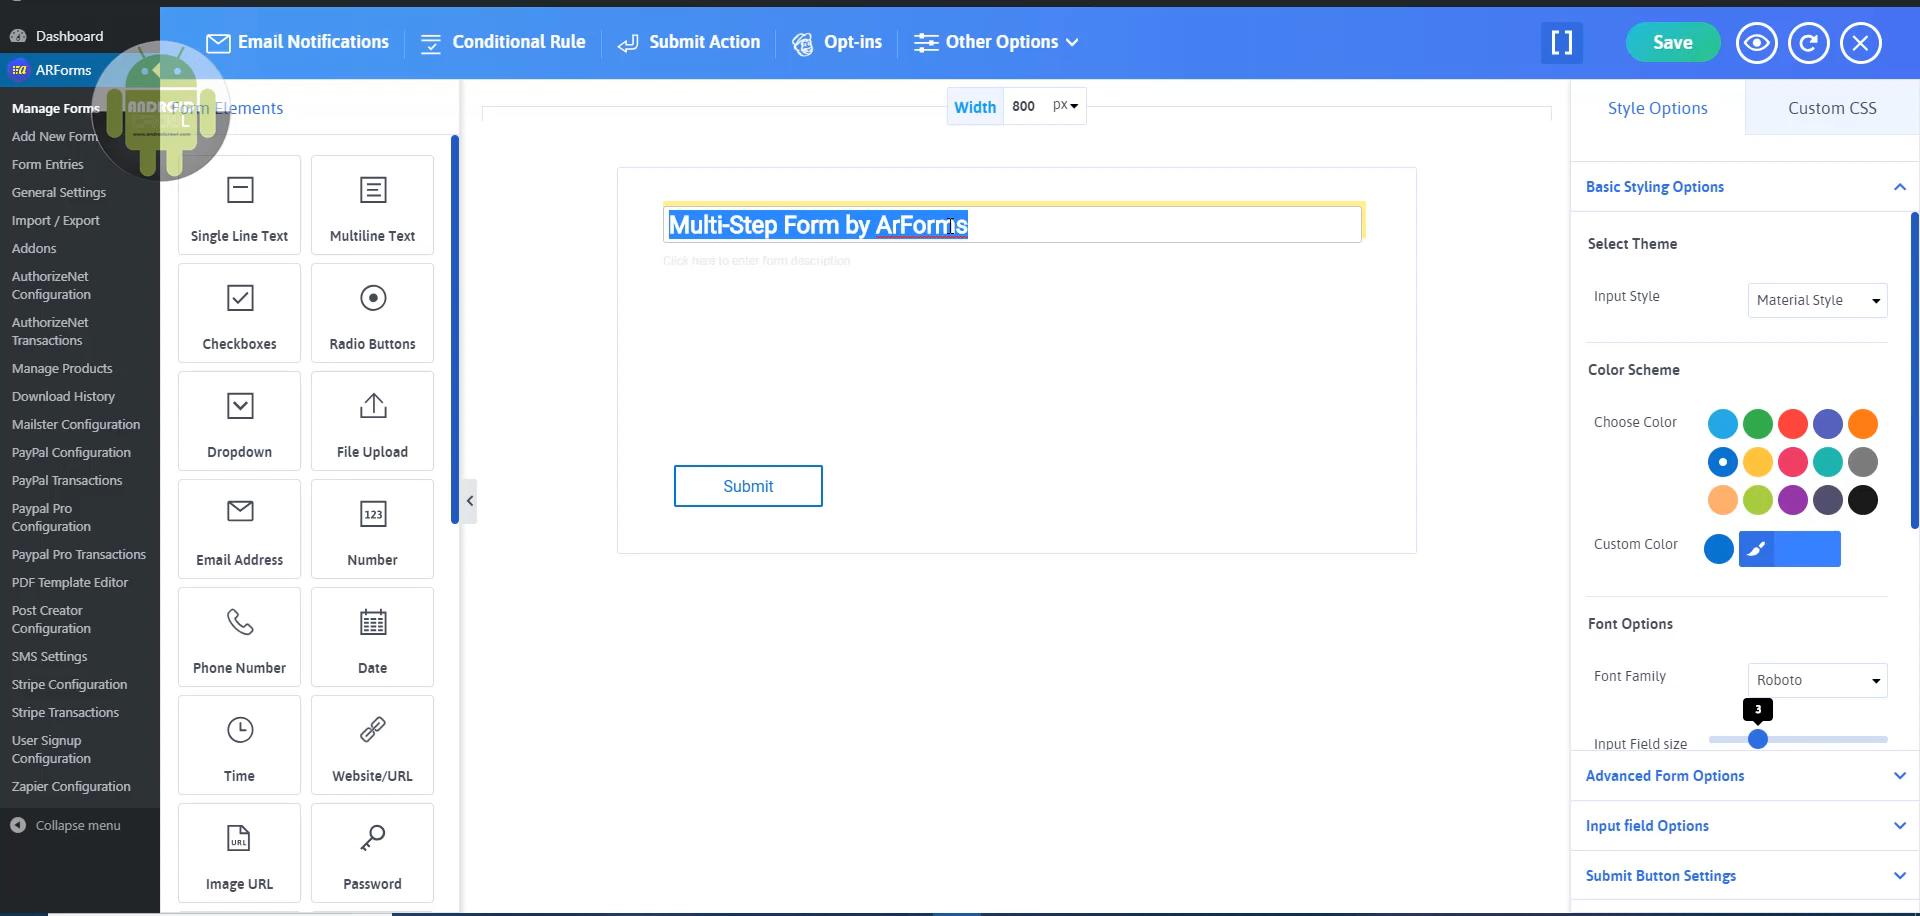 Dashboard
ARForms
Manage Forms
Add New Form
Form Entries
General Settings
Import / Export
Addons
AuthorizeNet
Configuration
AuthorizeNet
Transactions
Manage Products
Download History
Mailster Configuration
PayPal Configuration
PayPal Transactions
Paypal Pro
Configuration
Paypal Pro Transactions
PDF Template Editor
Post Creator
Configuration
SMS Settings
Stripe Configuration
Stripe Transactions
User Signup
Configuration
Zapier Configuration
Collapse menu
Email Notifications
Conditional Rule
Submit Action
Opt-ins
Other Options
Save
Form Elements
Single Line Text
Multiline Text
Checkboxes
Radio Buttons
Dropdown
File Upload
Email Address
123
Number
Phone Number
Date
Time
Website/URL
URL
Image URL
Password
Width 800 px
Multi-Step Form by ArForms
Click here to enter form description
Submit
Style Options
Custom CSS
Basic Styling Options
Select Theme
Input Style
Material Style
Color Scheme
Choose Color
Custom Color
Font Options
Font Family
Roboto
3
Input Field size
Advanced Form Options
Input field Options
Submit Button Settings